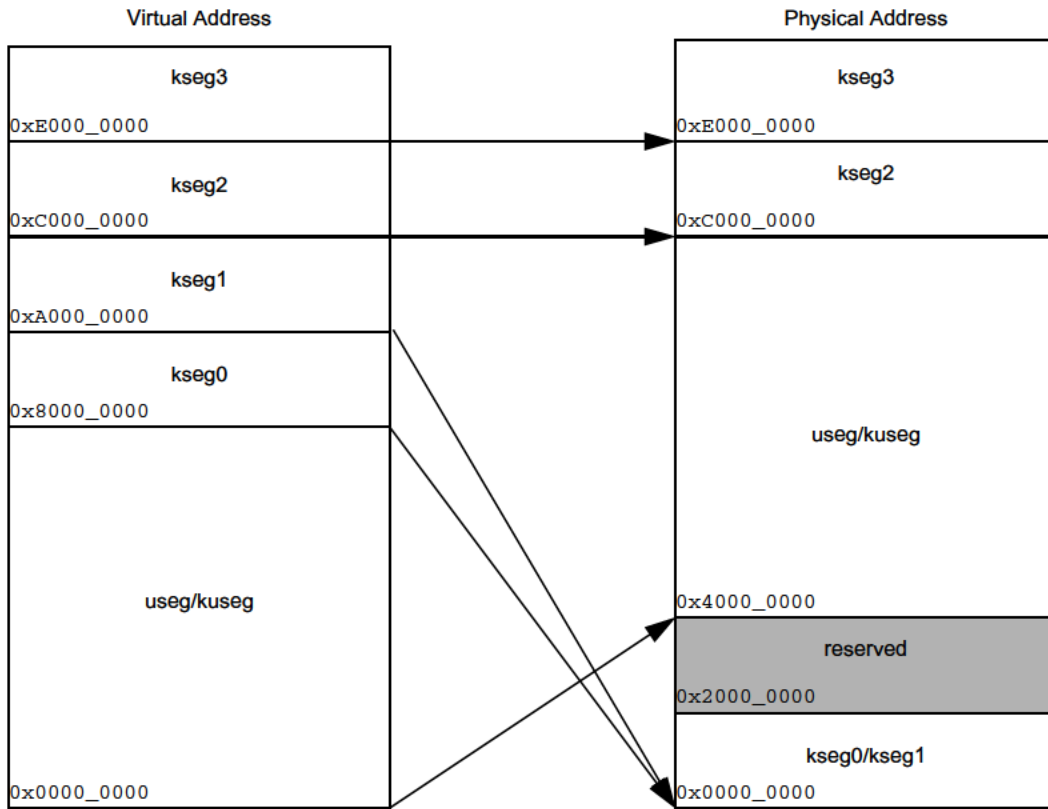 Virtual Address
kseg3
0xE000_0000
kseg2
0xC000_0000
kseg1
0xA000_0000
kseg0
0x8000_0000
useg/kuseg
0x0000_0000
Physical Address
kseg3
0xE000_0000
kseg2
0xC000_0000
useg/kuseg
0x4000_0000
reserved
0x2000_0000
kseg0/kseg1
0x0000_0000